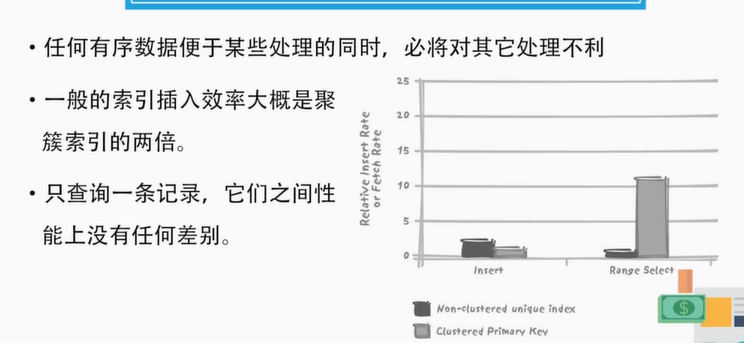 • 任何有序数据便于某些处理的同时，必将对其它处理不利
• 一般的索引插入效率大概是聚
簇索引的两倍。
• 只查询一条记录，它们之间性
能上没有任何差别。
Relative Insert Rate
or Fetch Rate
25
20
15
10
5
0
Insert
Range Select
Non-clustered unique index
Clustered Primary Key
$